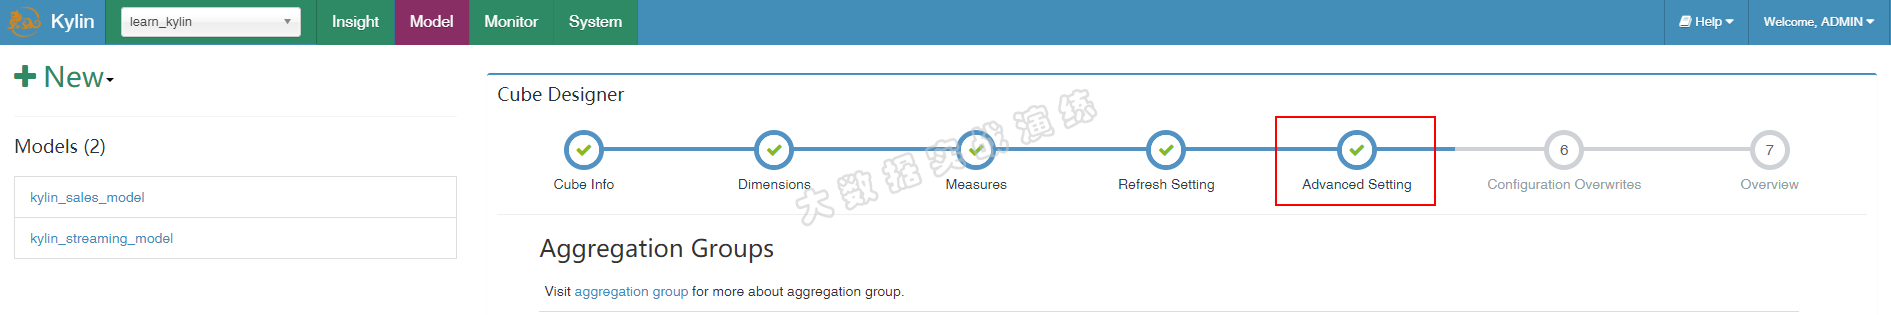 Kylin
learn_kylin
Insight
Model
Monitor
System
Help
Welcome, ADMIN
New
Models (2)
kylin_sales_model
kylin_streaming_model
Cube Designer
Cube Info
Dimensions
Measures
Refresh Setting
Advanced Setting
6
Configuration Overwrites
7
Overview
大数据实战演练
Aggregation Groups
Visit aggregation group for more about aggregation group.